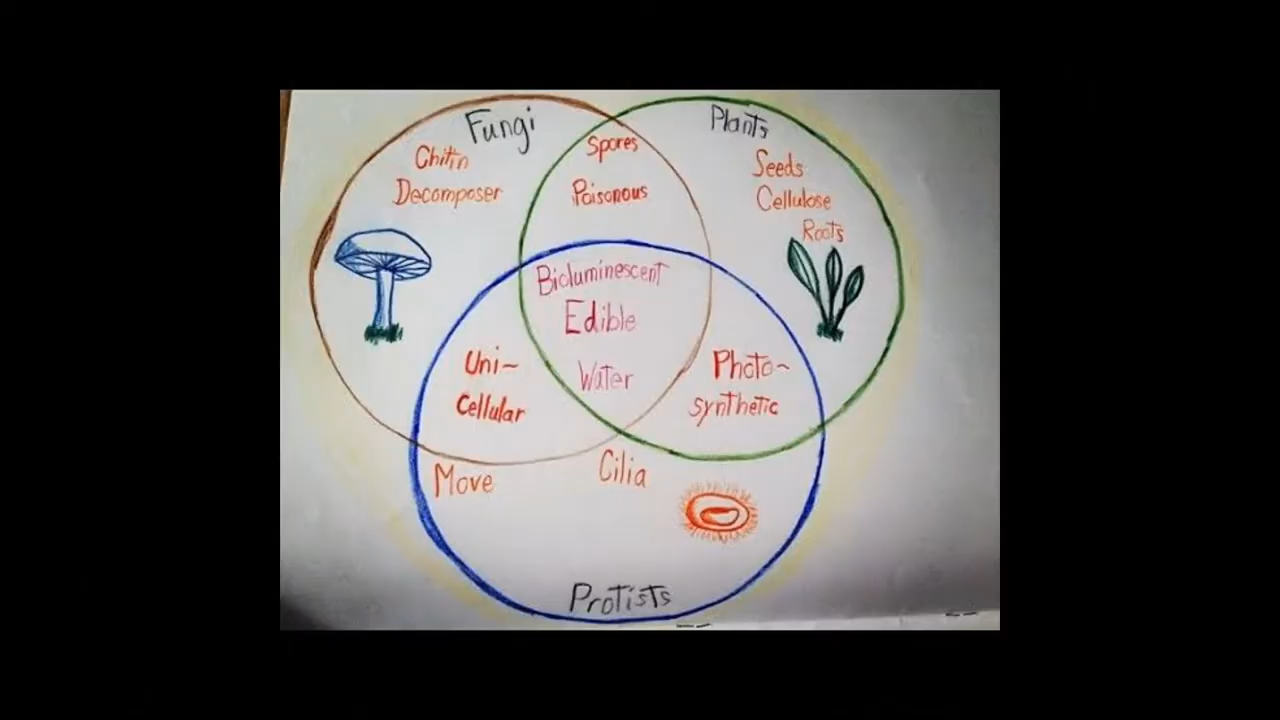 Fungi
Chitin
Decomposer
Spores
Poisonous
Plants
Seeds
Cellulose
Roots
Bioluminescent
Edible
Water
Uni~
Cellular
Photo~
synthetic
Move
Cilia
Protists